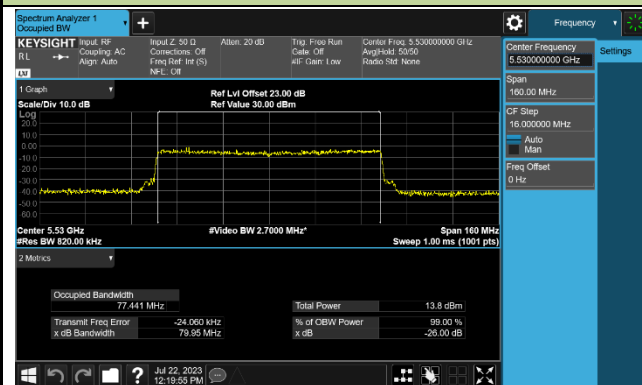 Spectrum Analyzer 1
Occupied BW
Frequency
KEYSIGHT
RL
LXI
Input: RF
Coupling: AC
Align: Auto
Input Z: 50 Ω
Corrections: Off
Freq Ref: Int (S)
NFE: Off
Atten: 20 dB
Trig: Free Run
Gate: Off
#IF Gain: Low
Center Freq: 5.530000000 GHz
Avg|Hold: 50/50
Radio Std: None
Center Frequency
5.530000000 GHz
Settings
Span
160.00 MHz
CF Step
16.000000 MHz
Auto
Man
Freq Offset
0 Hz
1 Graph
Scale/Div 10.0 dB
Ref Lvl Offset 23.00 dB
Ref Value 30.00 dBm
Log
20.0
10.0
0.00
-10.0
-20.0
-30.0
-40.0
-50.0
-60.0
Center 5.53 GHz
#Res BW 820.00 kHz
#Video BW 2.7000 MHz*
Span 160 MHz
Sweep 1.00 ms (1001 pts)
2 Metrics
Occupied Bandwidth
77.441 MHz
Total Power 13.8 dBm
Transmit Freq Error -24.060 kHz
% of OBW Power 99.00 %
x dB Bandwidth 79.95 MHz
x dB -26.00 dB
?
Jul 22, 2023
12:19:55 PM